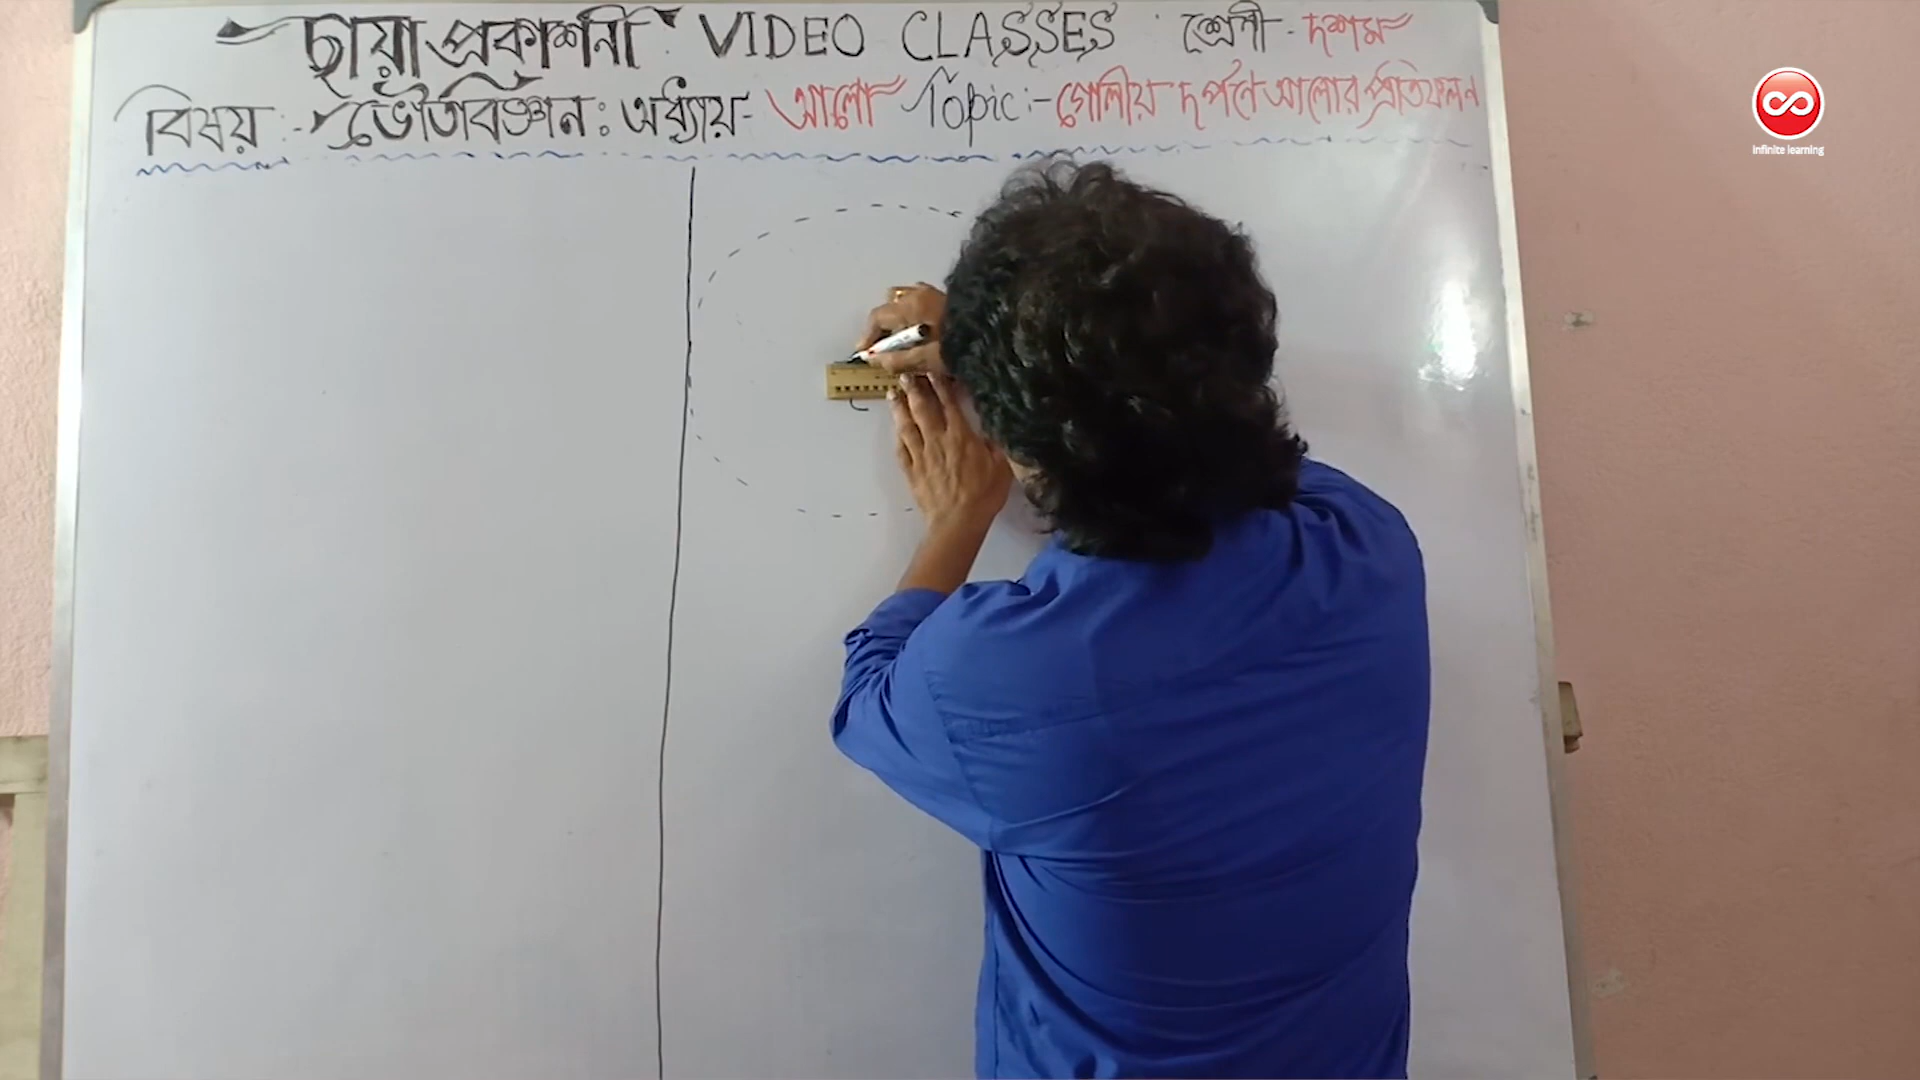 ছায়া প্রকাশনী VIDEO CLASSES শ্রেণী - দশম
বিষয় :- ভৌতবিজ্ঞান : অধ্যায় - আলো Topic :- গোলীয় দর্পণে আলোর প্রতিফলন
infinite learning
C